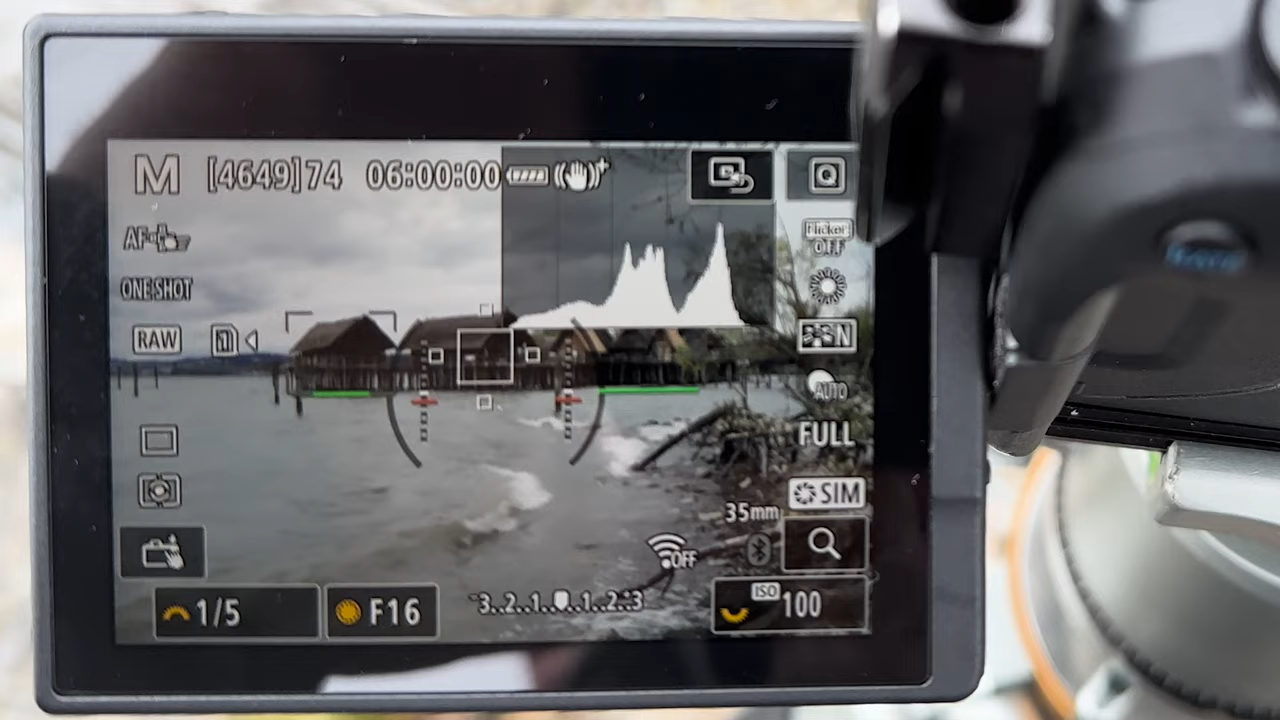 M [4649]74 06:00:00 Q
AF
Flicker
OFF
ONE SHOT
RAW 1
N
AUTO
FULL
SIM
35mm
OFF
1/5 F16 -3..2..1..0..1..2..:3 ISO 100